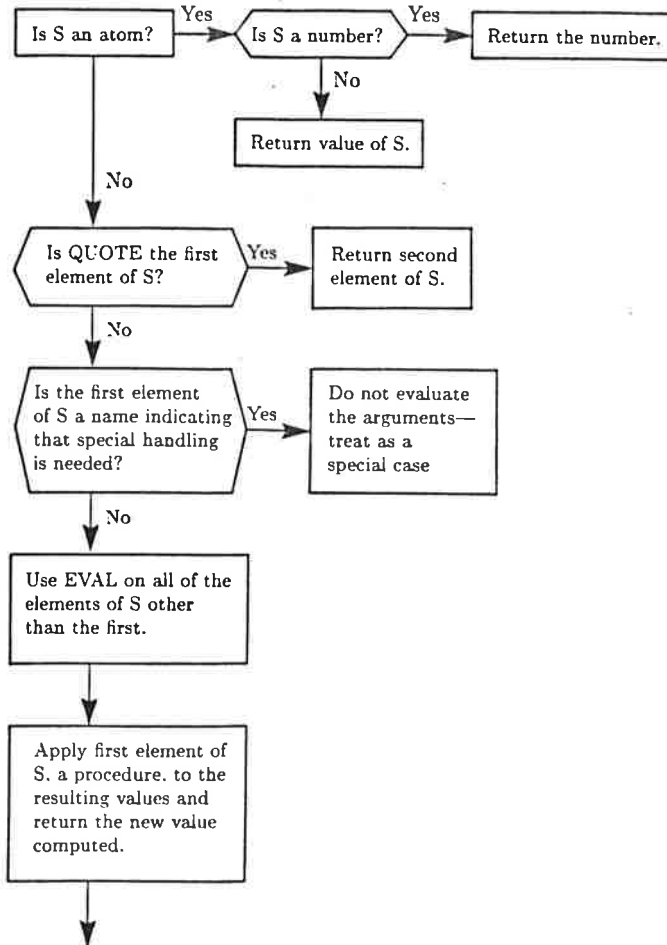 Is S an atom?
Yes
Is S a number?
Yes
Return the number.
No
Return value of S.
No
Is QUOTE the first
element of S?
Yes
Return second
element of S.
No
Is the first element
of S a name indicating
that special handling
is needed?
Yes
Do not evaluate
the arguments—
treat as a
special case
No
Use EVAL on all of the
elements of S other
than the first.
Apply first element of
S. a procedure. to the
resulting values and
return the new value
computed.